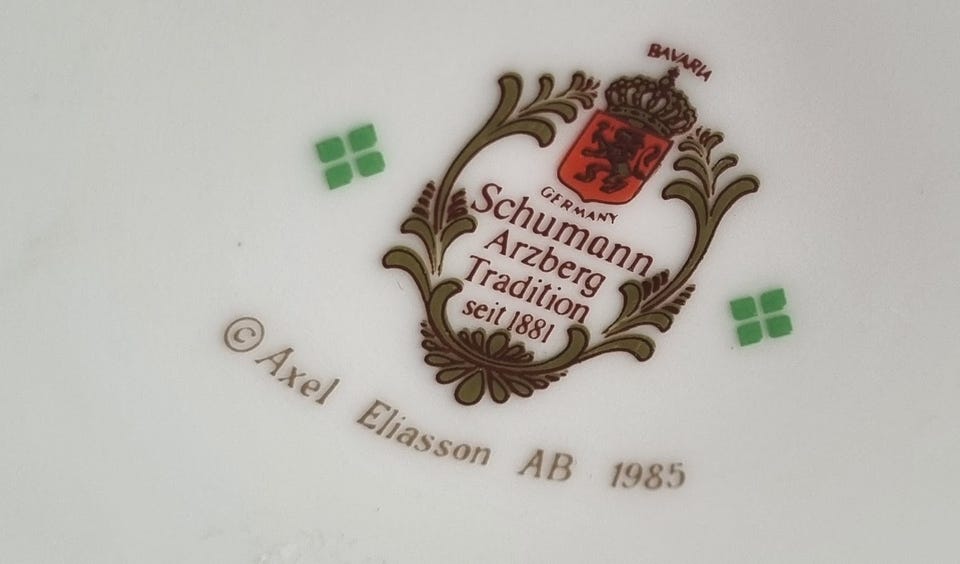 BAVARIA
GERMANY
Schumann
Arzberg
Tradition
seit 1881
© Axel Eliasson AB 1985